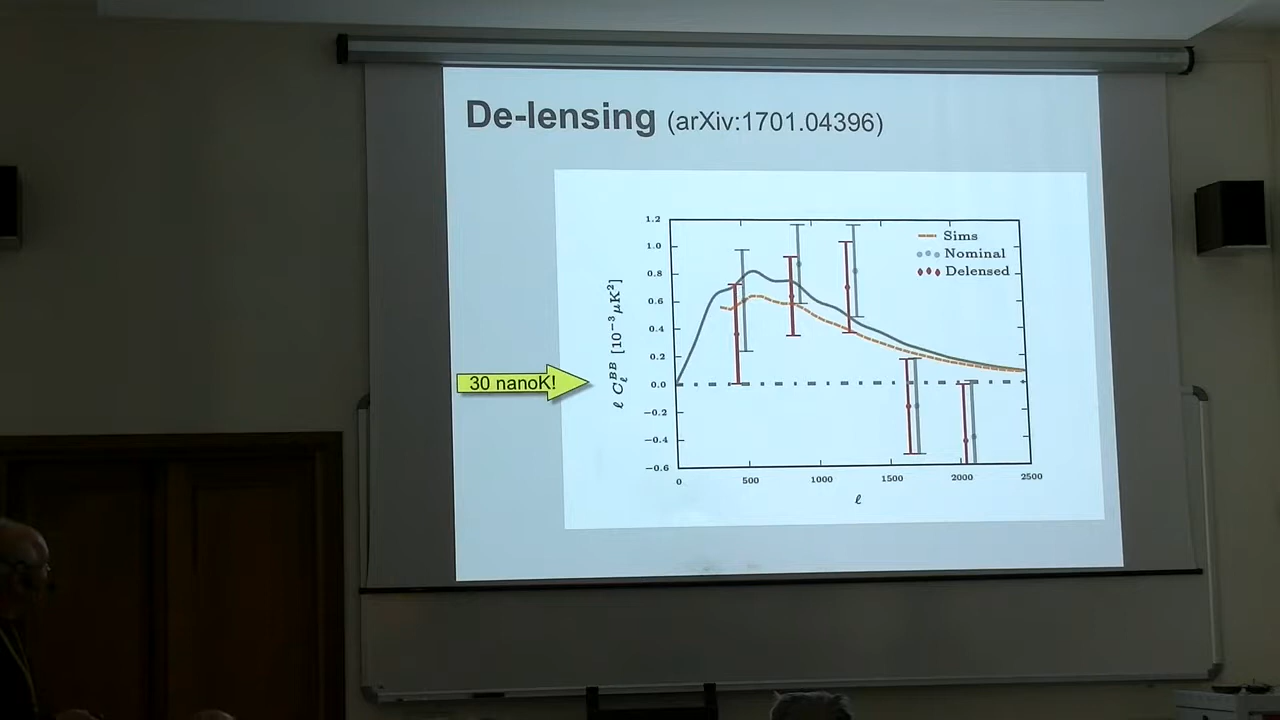 De-lensing (arXiv:1701.04396)
30 nanoK!
ℓ C_ℓ^BB [10⁻³ μK²]
1.2
1.0
0.8
0.6
0.4
0.2
0.0
−0.2
−0.4
−0.6
Sims
Nominal
Delensed
0 500 1000 1500 2000 2500
ℓ